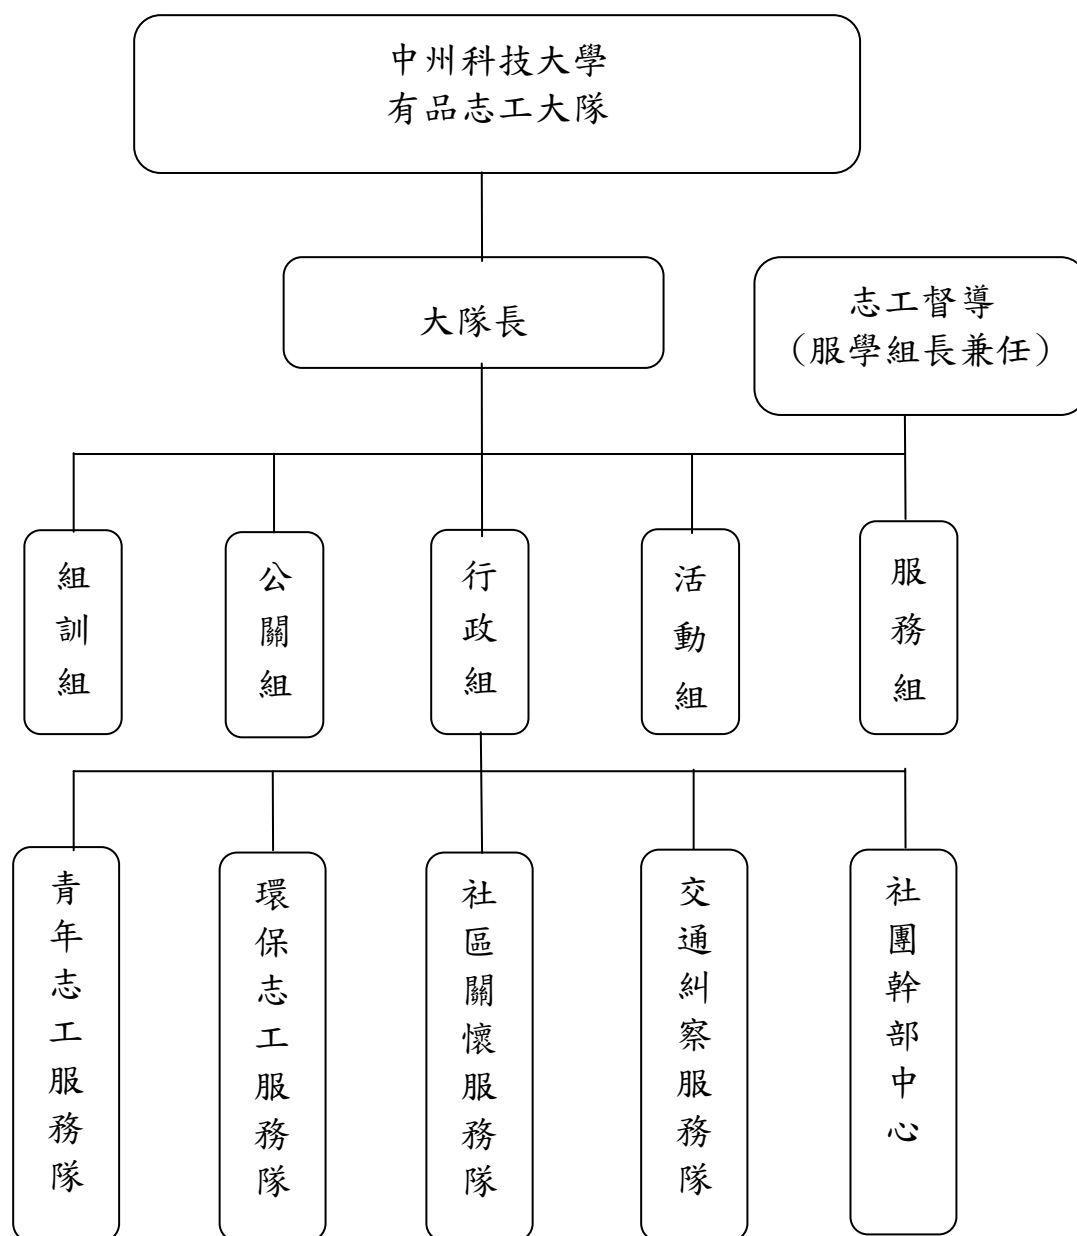 中州科技大學
有品志工大隊
大隊長
志工督導
（服學組長兼任）
組訓組
公關組
行政組
活動組
服務組
青年志工服務隊
環保志工服務隊
社區關懷服務隊
交通糾察服務隊
社團幹部中心